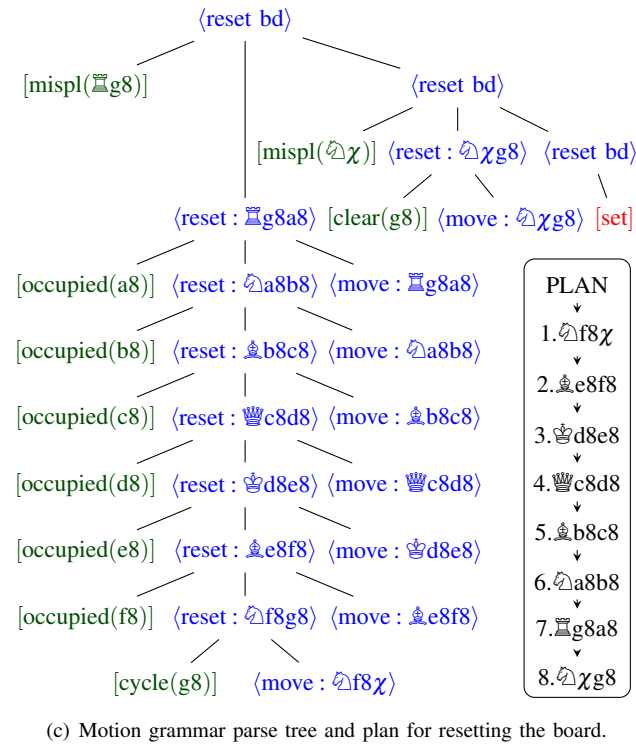 ⟨reset bd⟩
[mispl(♖g8)] ⟨reset bd⟩
[mispl(♘χ)] ⟨reset : ♘χg8⟩ ⟨reset bd⟩
⟨reset : ♖g8a8⟩ [clear(g8)] ⟨move : ♘χg8⟩ [set]
[occupied(a8)] ⟨reset : ♘a8b8⟩ ⟨move : ♖g8a8⟩
[occupied(b8)] ⟨reset : ♗b8c8⟩ ⟨move : ♘a8b8⟩
[occupied(c8)] ⟨reset : ♕c8d8⟩ ⟨move : ♗b8c8⟩
[occupied(d8)] ⟨reset : ♔d8e8⟩ ⟨move : ♕c8d8⟩
[occupied(e8)] ⟨reset : ♗e8f8⟩ ⟨move : ♔d8e8⟩
[occupied(f8)] ⟨reset : ♘f8g8⟩ ⟨move : ♗e8f8⟩
[cycle(g8)] ⟨move : ♘f8χ⟩
PLAN
1.♘f8χ
2.♗e8f8
3.♔d8e8
4.♕c8d8
5.♗b8c8
6.♘a8b8
7.♖g8a8
8.♘χg8
(c) Motion grammar parse tree and plan for resetting the board.